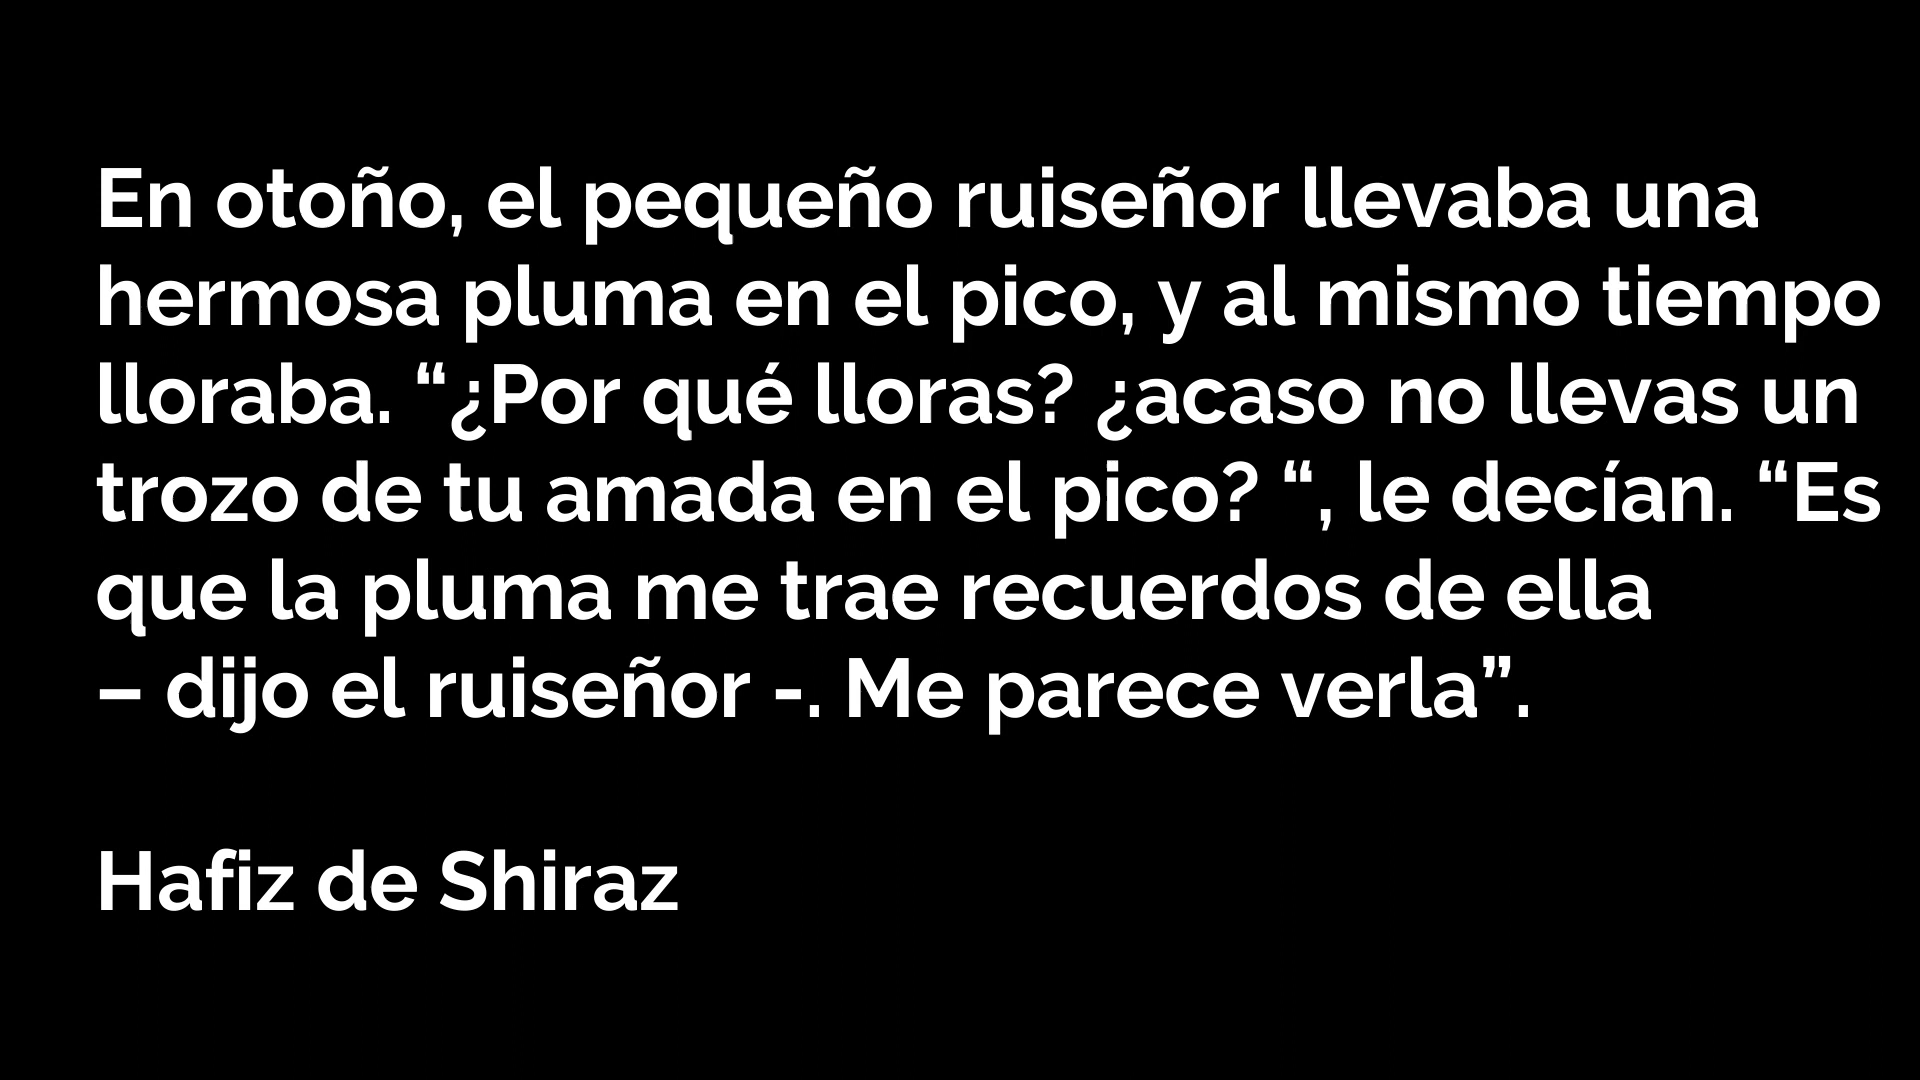 En otoño, el pequeño ruiseñor llevaba una
hermosa pluma en el pico, y al mismo tiempo
lloraba. “¿Por qué lloras? ¿acaso no llevas un
trozo de tu amada en el pico? “, le decían. “Es
que la pluma me trae recuerdos de ella
– dijo el ruiseñor -. Me parece verla”.
Hafiz de Shiraz